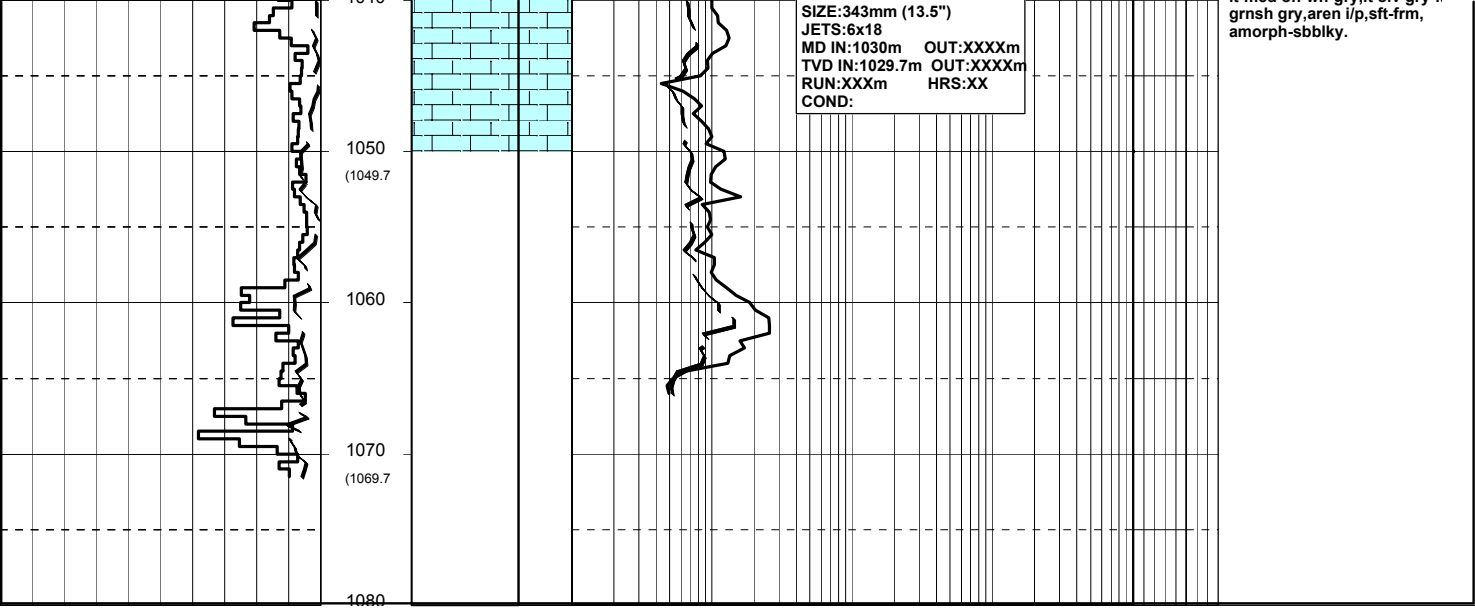 SIZE:343mm (13.5")
JETS:6x18
MD IN:1030m OUT:XXXXm
TVD IN:1029.7m OUT:XXXXm
RUN:XXXm HRS:XX
COND:
grnsh gry,aren i/p,sft-frm,
amorph-sbblky.
1050
(1049.7
1060
1070
(1069.7
1080